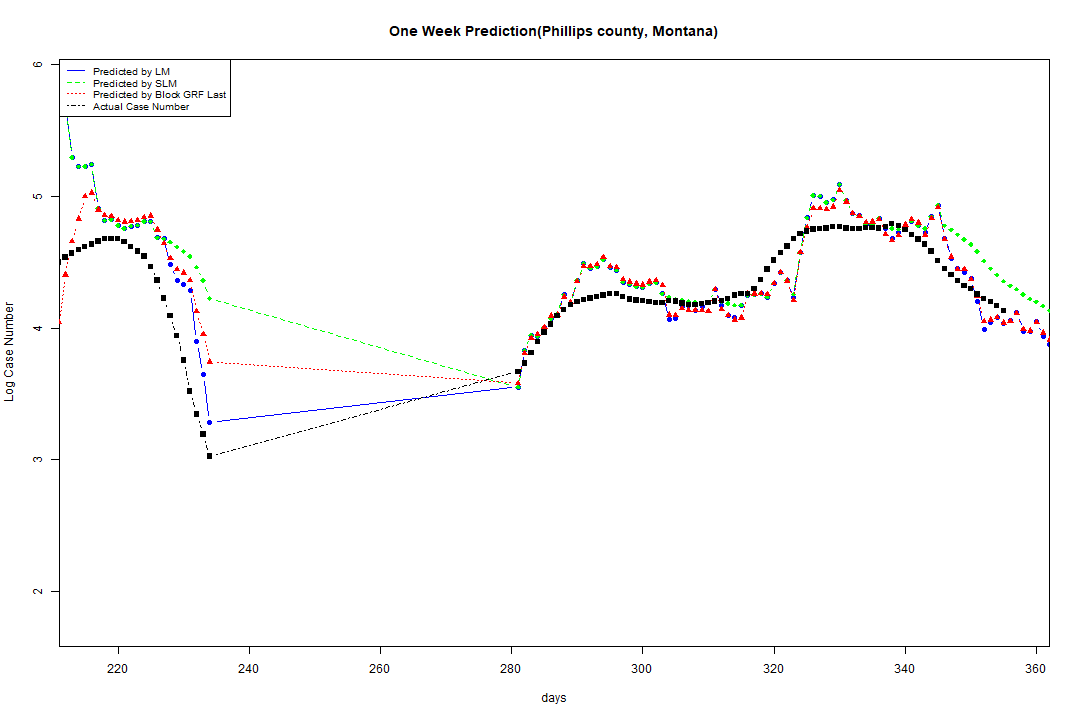 One Week Prediction(Phillips county, Montana)
Predicted by LM
Predicted by SLM
Predicted by Block GRF Last
Actual Case Number
Log Case Number
6
5
4
3
2
220 240 260 280 300 320 340 360
days